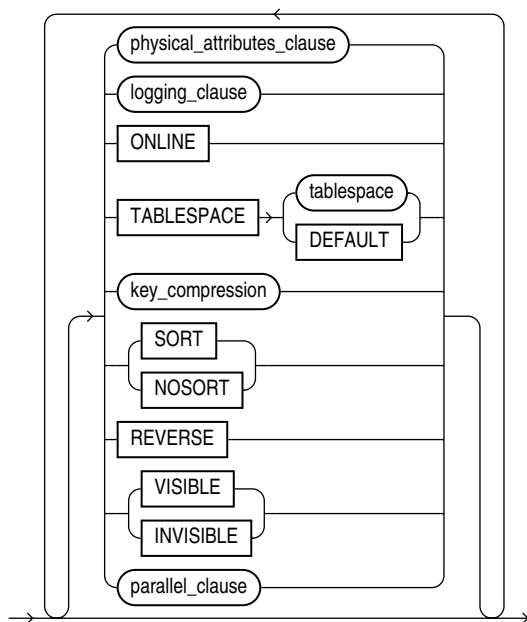 physical_attributes_clause
logging_clause
ONLINE
TABLESPACE
tablespace
DEFAULT
key_compression
SORT
NOSORT
REVERSE
VISIBLE
INVISIBLE
parallel_clause